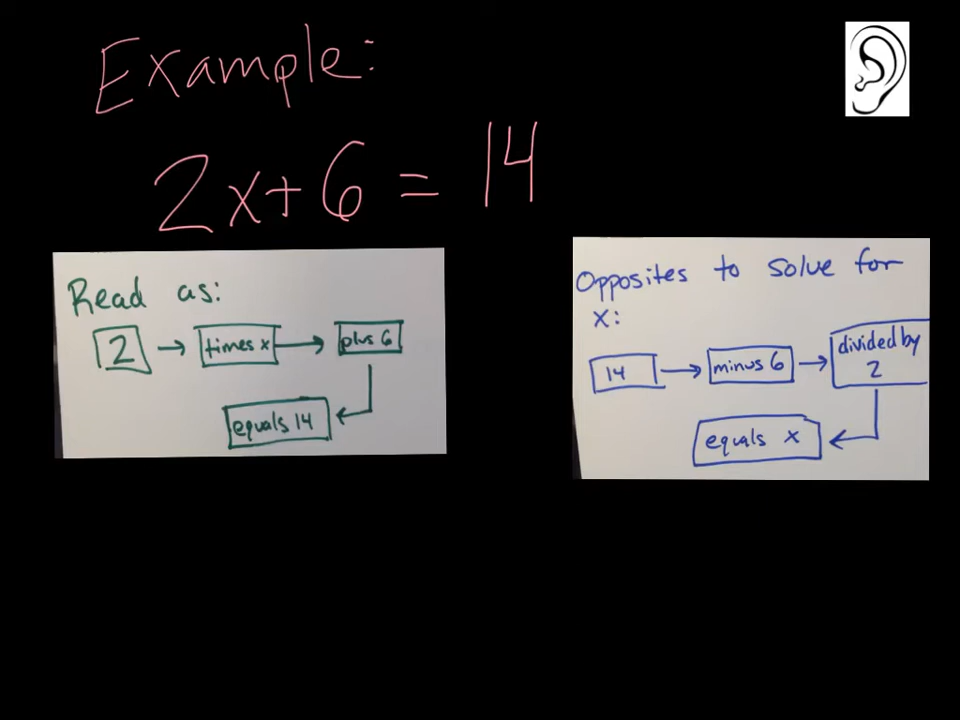 Example:
2x+6=14
Read as:
2 → times x → plus 6
equals 14
Opposites to solve for
x:
14 → minus 6 → divided by
2
equals x